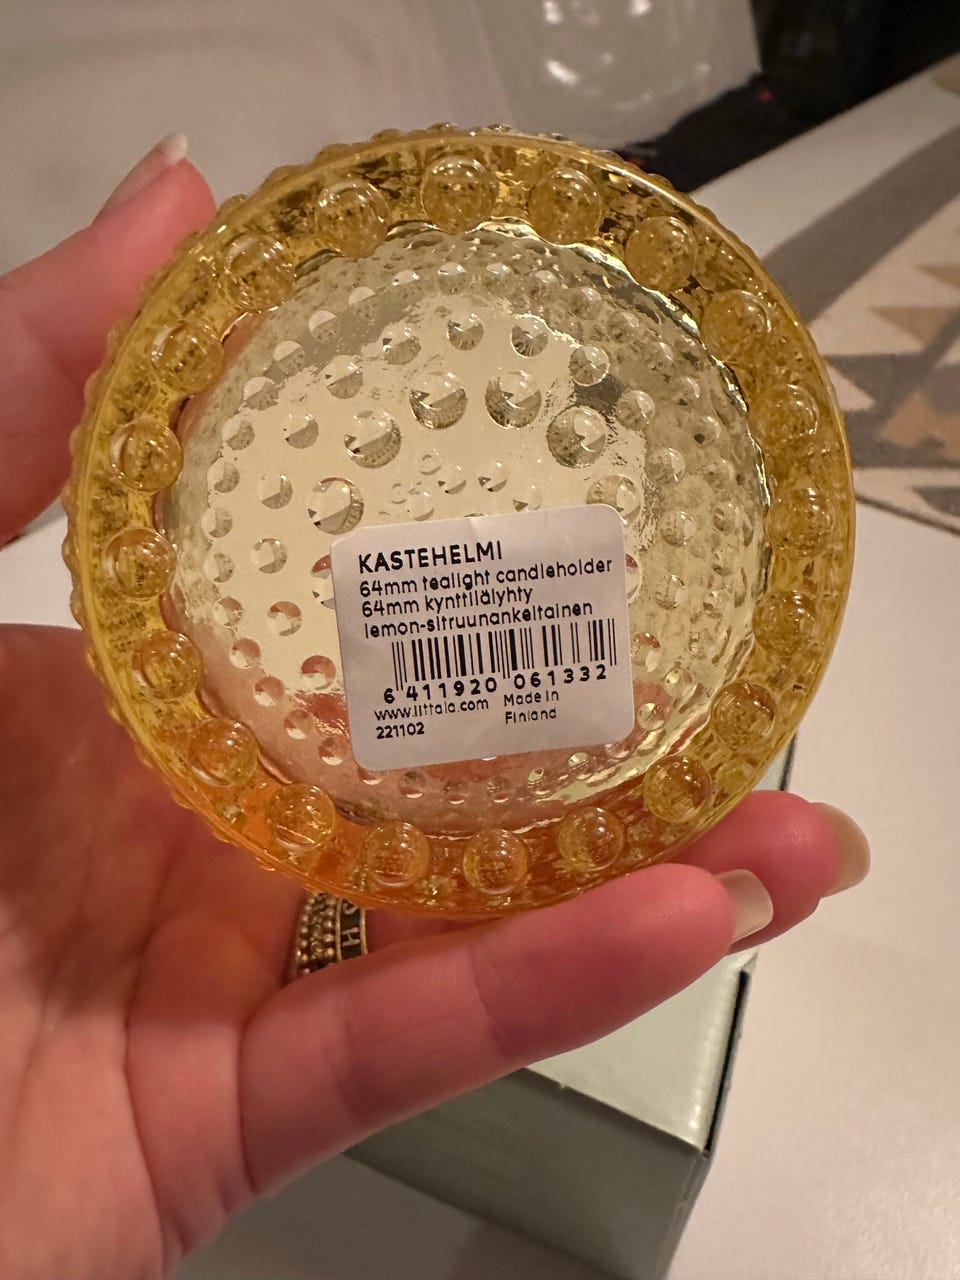 KASTEHELMI
64mm tealight candleholder
64mm kynttilälyhty
lemon-sitruunankeltainen
6 411920 061332
www.iittala.com Made in
221102 Finland
H